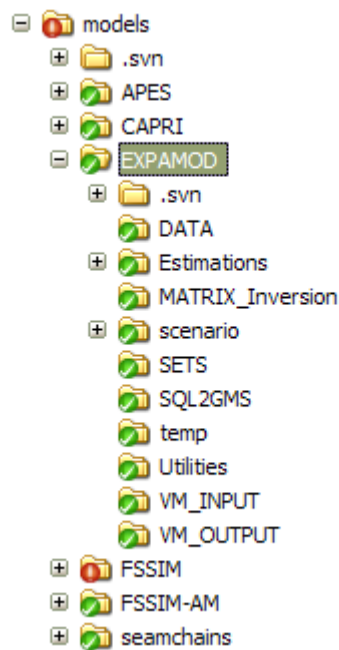 models
.svn
APES
CAPRI
EXPAMOD
.svn
DATA
Estimations
MATRIX_Inversion
scenario
SETS
SQL2GMS
temp
Utilities
VM_INPUT
VM_OUTPUT
FSSIM
FSSIM-AM
seamchains